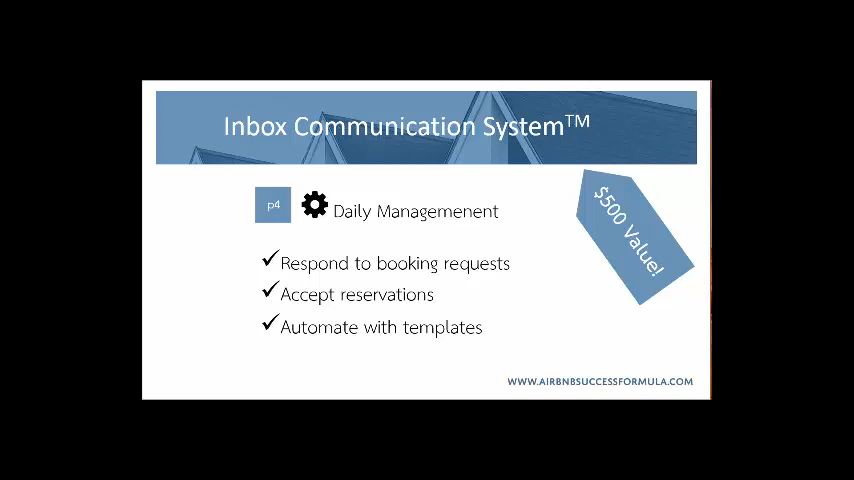 Inbox Communication System™
p4
Daily Managemenent
$500 Value!
✓Respond to booking requests
✓Accept reservations
✓Automate with templates
WWW.AIRBNBSUCCESSFORMULA.COM